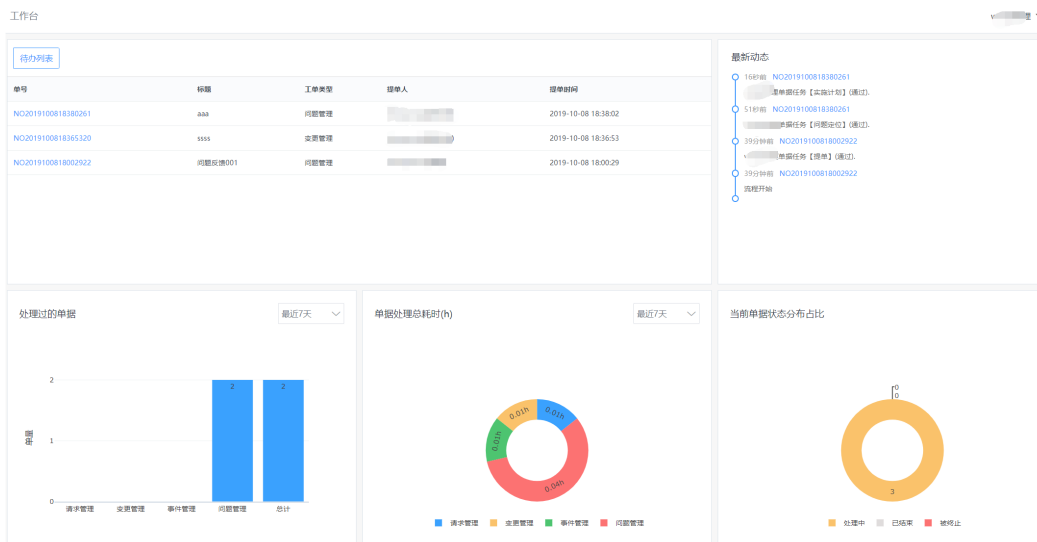 工作台
待办列表
单号 标题 工单类型 提单人 提单时间
NO2019100818380261 aaa 问题管理 2019-10-08 18:38:02
NO2019100818365320 ssss 变更管理 2019-10-08 18:36:53
NO2019100818002922 问题反馈001 问题管理 2019-10-08 18:00:29
最新动态
16秒前 NO2019100818380261
理单据任务【实施计划】(通过).
51秒前 NO2019100818380261
单据任务【问题定位】(通过).
39分钟前 NO2019100818002922
单据任务【提单】(通过).
39分钟前 NO2019100818002922
流程开始
处理过的单据 最近7天
2
1
0
单量
2 2
请求管理 变更管理 事件管理 问题管理 总计
单据处理总耗时(h) 最近7天
0.01h 0.01h
0.01h
0.04h
请求管理 变更管理 事件管理 问题管理
当前单据状态分布占比
0
0
3
处理中 已结束 被终止